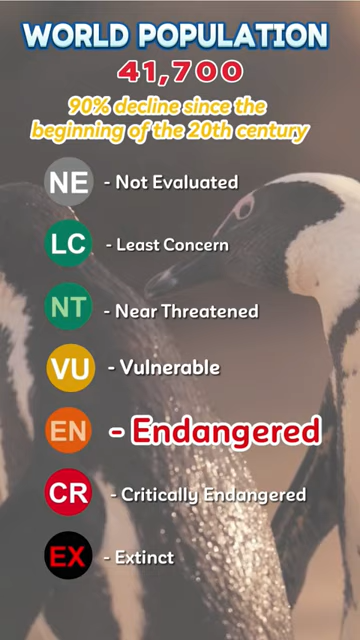 WORLD POPULATION
41,700
90% decline since the
beginning of the 20th century
NE - Not Evaluated
LC - Least Concern
NT - Near Threatened
VU - Vulnerable
EN - Endangered
CR - Critically Endangered
EX - Extinct